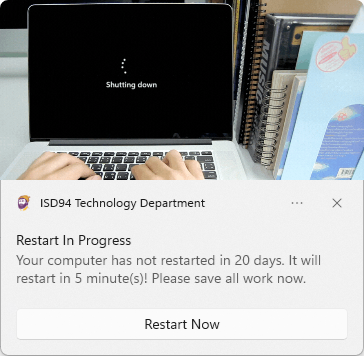 Shutting down
ISD94 Technology Department
Restart In Progress
Your computer has not restarted in 20 days. It will
restart in 5 minute(s)! Please save all work now.
Restart Now